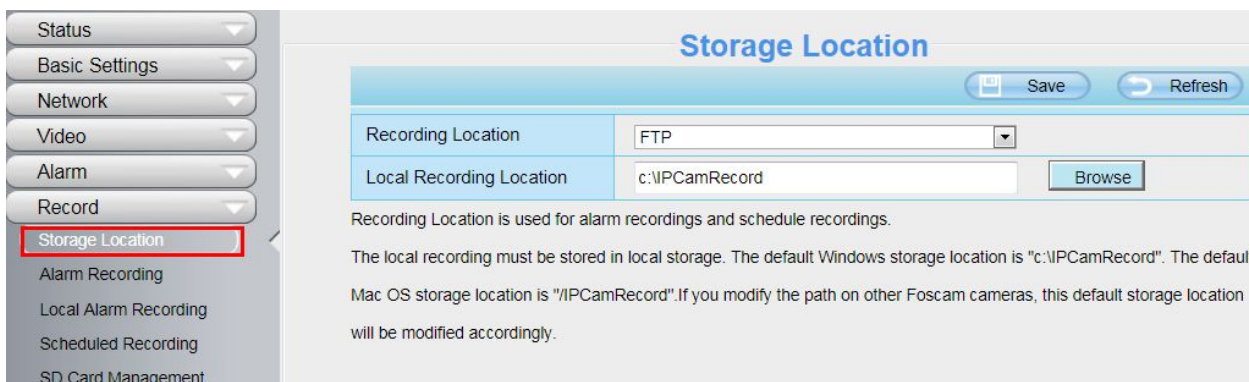 Status
Basic Settings
Network
Video
Alarm
Record
Storage Location
Alarm Recording
Local Alarm Recording
Scheduled Recording
SD Card Management
Storage Location
Save Refresh
Recording Location FTP
Local Recording Location c:\IPCamRecord Browse
Recording Location is used for alarm recordings and schedule recordings.
The local recording must be stored in local storage. The default Windows storage location is "c:\IPCamRecord". The defaul
Mac OS storage location is "/IPCamRecord".If you modify the path on other Foscam cameras, this default storage location
will be modified accordingly.